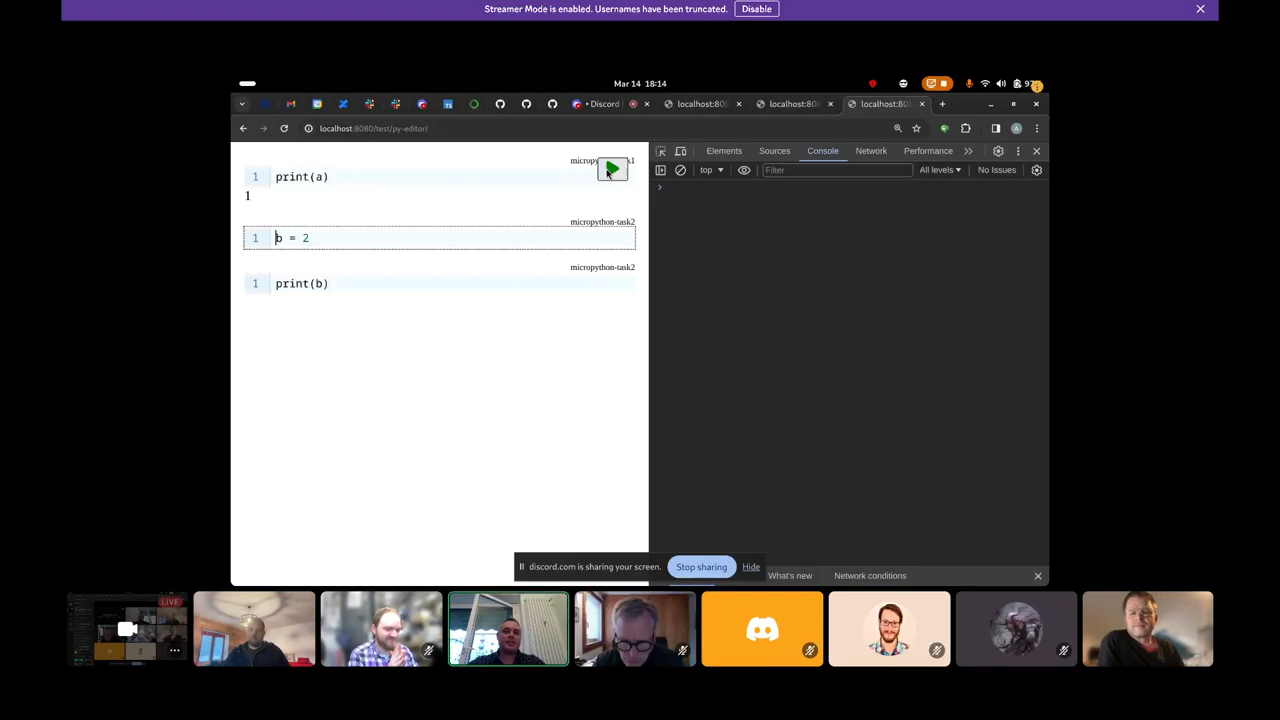 Streamer Mode is enabled. Usernames have been truncated. Disable
Mar 14 18:14
Discord
localhost:808
localhost:808
localhost:808
localhost:8080/test/py-editor/
Elements Sources Console Network Performance
top Filter All levels No Issues
1 print(a)
1
micropython-task2
1 b = 2
micropython-task2
1 print(b)
discord.com is sharing your screen. Stop sharing Hide
What's new Network conditions
LIVE